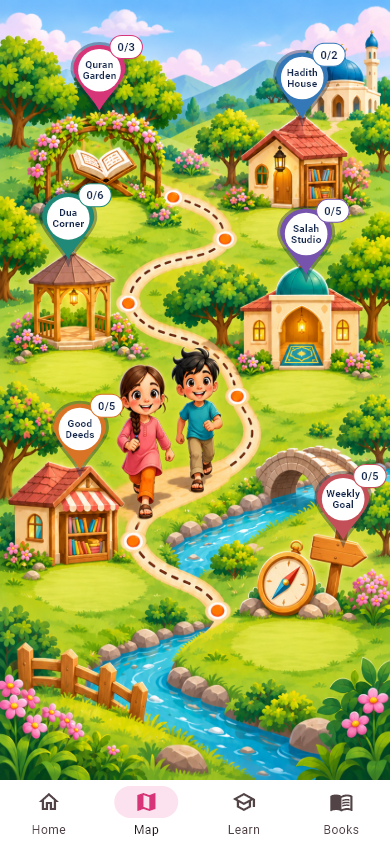 0/3
Quran
Garden
0/2
Hadith
House
0/6
Dua
Corner
0/5
Salah
Studio
0/5
Good
Deeds
0/5
Weekly
Goal
Home
Map
Learn
Books